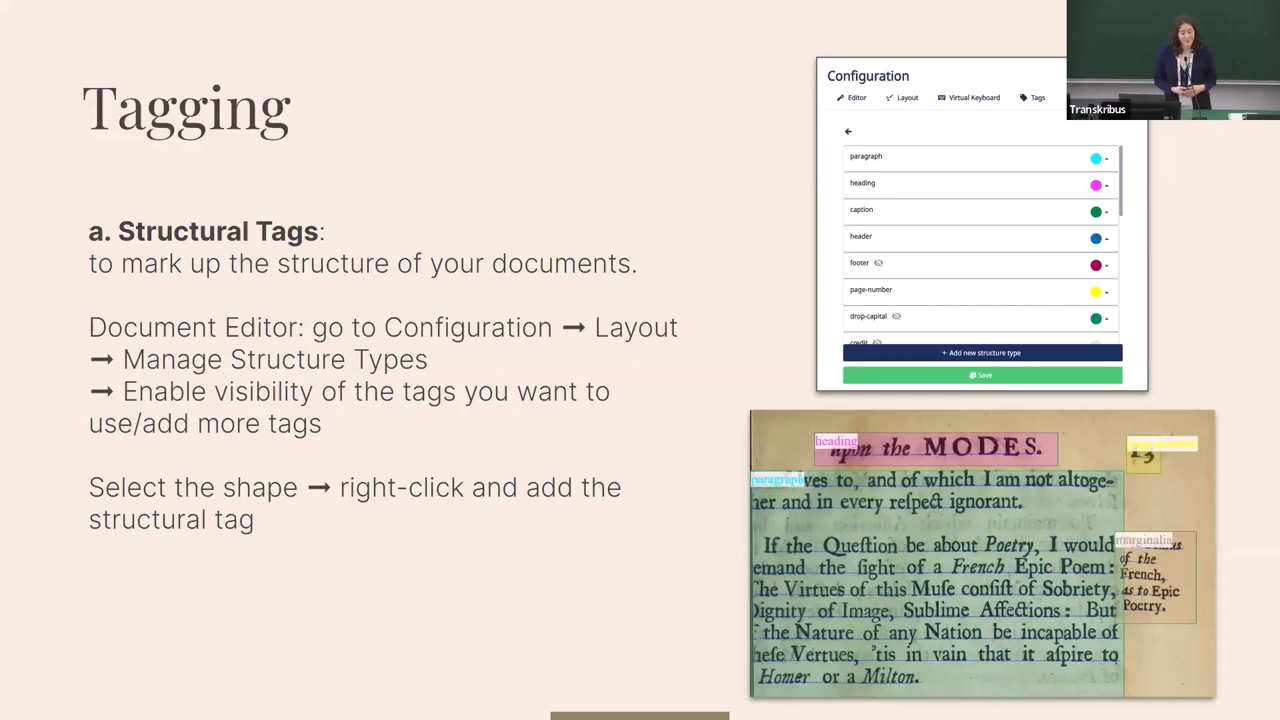 Tagging
a. Structural Tags:
to mark up the structure of your documents.
Document Editor: go to Configuration ➞ Layout
➞ Manage Structure Types
➞ Enable visibility of the tags you want to
use/add more tags
Select the shape ➞ right-click and add the
structural tag
Configuration
Editor Layout Virtual Keyboard Tags
paragraph
heading
caption
header
footer
page-number
drop-capital
credit
+ Add new structure type
Save
Transkribus
heading
upon the MODES.
page-number
23
paragraph
ves to, and of which I am not altoge-
her and in every reſpect ignorant.
If the Queſtion be about Poetry, I would
emand the ſight of a French Epic Poem:
he Virtues of this Muſe conſiſt of Sobriety,
Dignity of Image, Sublime Affections: But
f the Nature of any Nation be incapable of
heſe Vertues, 'tis in vain that it aſpire to
Homer or a Milton.
marginalia
of the
French,
as to Epic
Poetry.